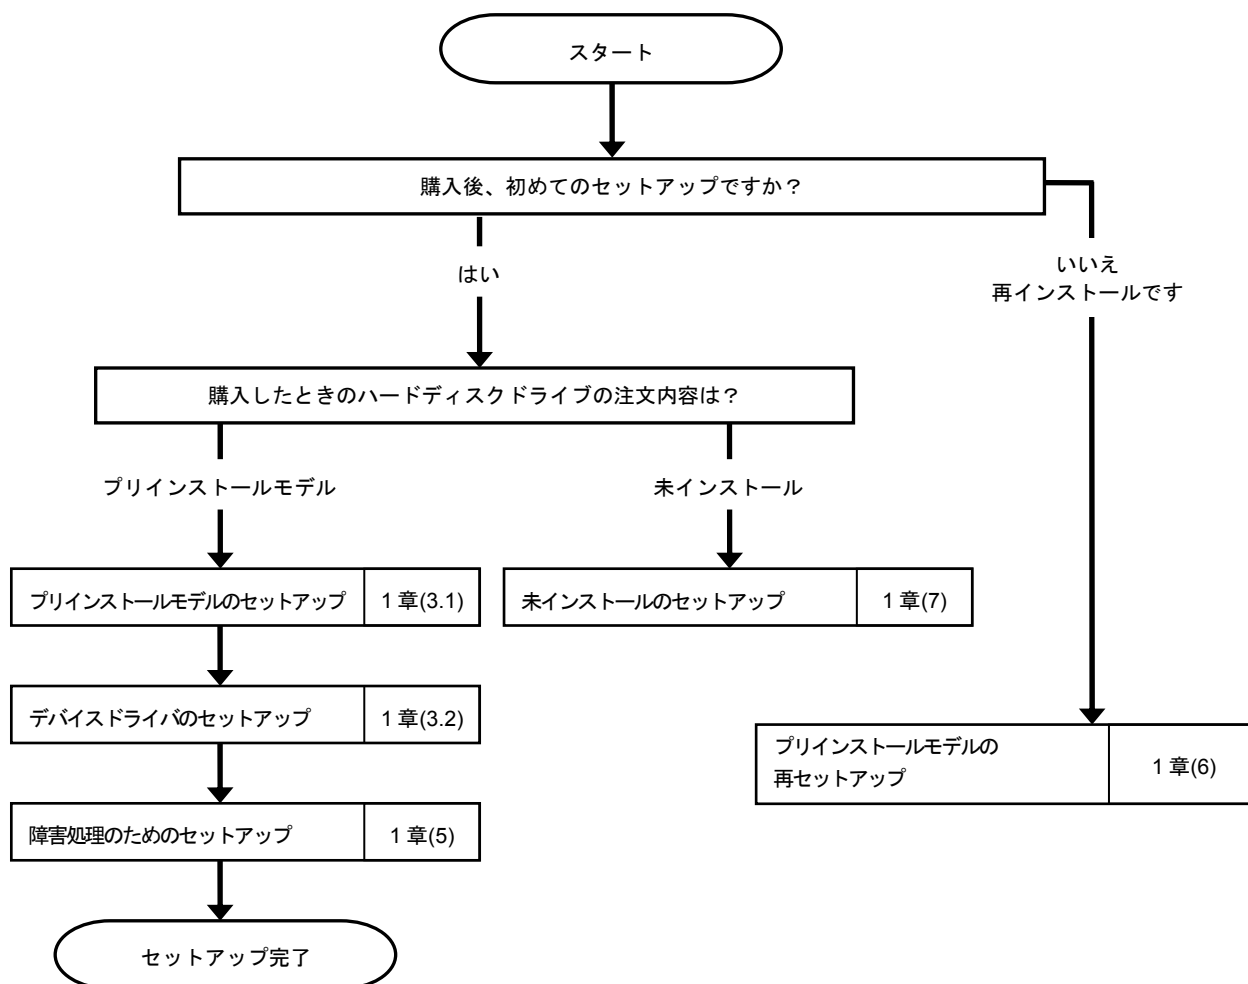 スタート
購入後、初めてのセットアップですか？
はい
いいえ
再インストールです
購入したときのハードディスクドライブの注文内容は？
プリインストールモデル
未インストール
プリインストールモデルのセットアップ
1 章(3.1)
未インストールのセットアップ
1 章(7)
デバイスドライバのセットアップ
1 章(3.2)
プリインストールモデルの
再セットアップ
1 章(6)
障害処理のためのセットアップ
1 章(5)
セットアップ完了